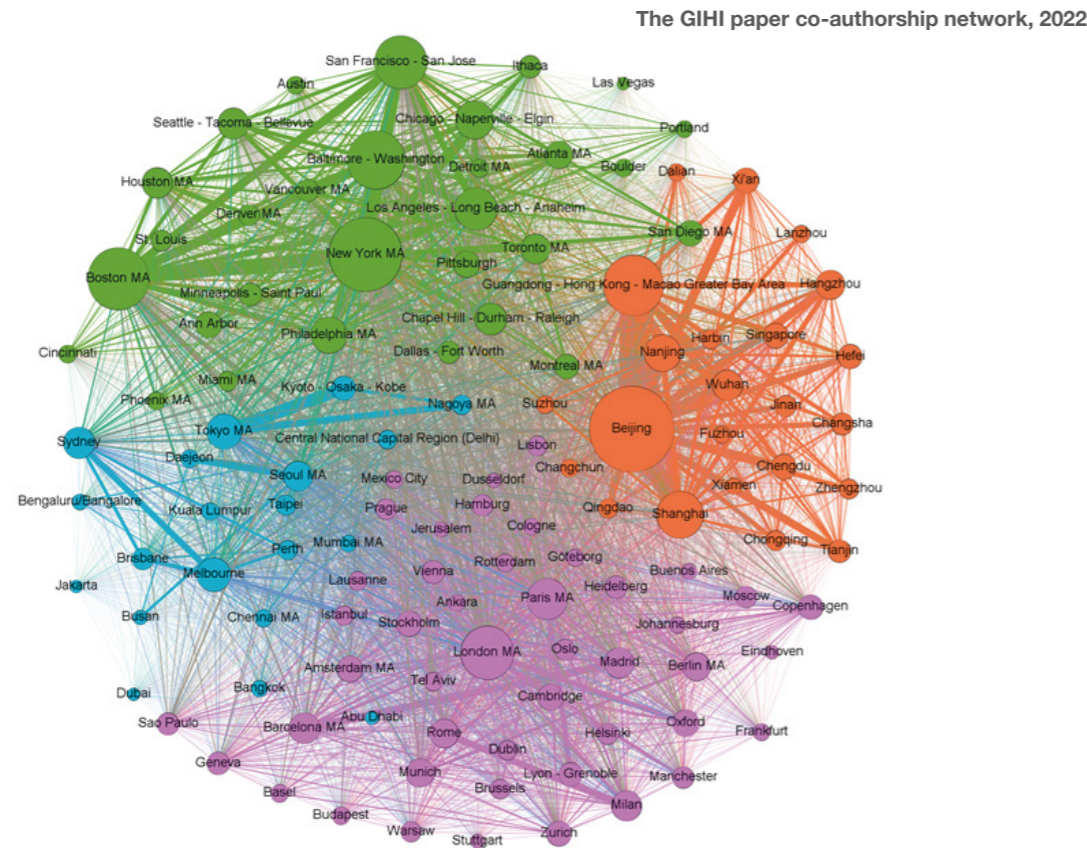 The GIHI paper co-authorship network, 2022
San Francisco - San Jose
Ithaca
Las Vegas
Austin
Seattle - Tacoma - Bellevue
Chicago - Naperville - Elgin
Portland
Baltimore - Washington
Detroit MA
Atlanta MA
Boulder
Dalian
Xi'an
Houston MA
Vancouver MA
Denver MA
Los Angeles - Long Beach - Anaheim
San Diego MA
Lanzhou
St. Louis
New York MA
Toronto MA
Pittsburgh
Boston MA
Guangdong - Hong Kong - Macao Greater Bay Area
Hangzhou
Minneapolis - Saint Paul
Ann Arbor
Philadelphia MA
Chapel Hill - Durham - Raleigh
Harbin
Singapore
Cincinnati
Dallas - Fort Worth
Nanjing
Hefei
Montreal MA
Miami MA
Kyoto - Osaka - Kobe
Wuhan
Phoenix MA
Nagoya MA
Suzhou
Jinan
Changsha
Sydney
Tokyo MA
Central National Capital Region (Delhi)
Beijing
Fuzhou
Lisbon
Daejeon
Seoul MA
Mexico City
Dusseldorf
Changchun
Chengdu
Xiamen
Zhengzhou
Bengaluru/Bangalore
Kuala Lumpur
Taipei
Prague
Hamburg
Qingdao
Shanghai
Jerusalem
Cologne
Chongqing
Tianjin
Brisbane
Perth
Mumbai MA
Rotterdam
Göteborg
Melbourne
Lausanne
Vienna
Buenos Aires
Jakarta
Heidelberg
Moscow
Copenhagen
Busan
Chennai MA
Istanbul
Ankara
Paris MA
Stockholm
Johannesburg
London MA
Oslo
Eindhoven
Amsterdam MA
Tel Aviv
Madrid
Berlin MA
Dubai
Bangkok
Cambridge
Sao Paulo
Barcelona MA
Abu Dhabi
Rome
Helsinki
Oxford
Frankfurt
Dublin
Geneva
Munich
Lyon - Grenoble
Manchester
Basel
Brussels
Milan
Budapest
Warsaw
Stuttgart
Zurich